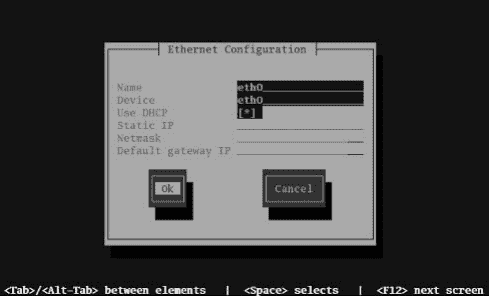 Ethernet Configuration
Name eth0
Device eth0
Use DHCP [*]
Static IP
Netmask
Default gateway IP
Ok Cancel
<Tab>/<Alt-Tab> between elements | <Space> selects | <F12> next screen